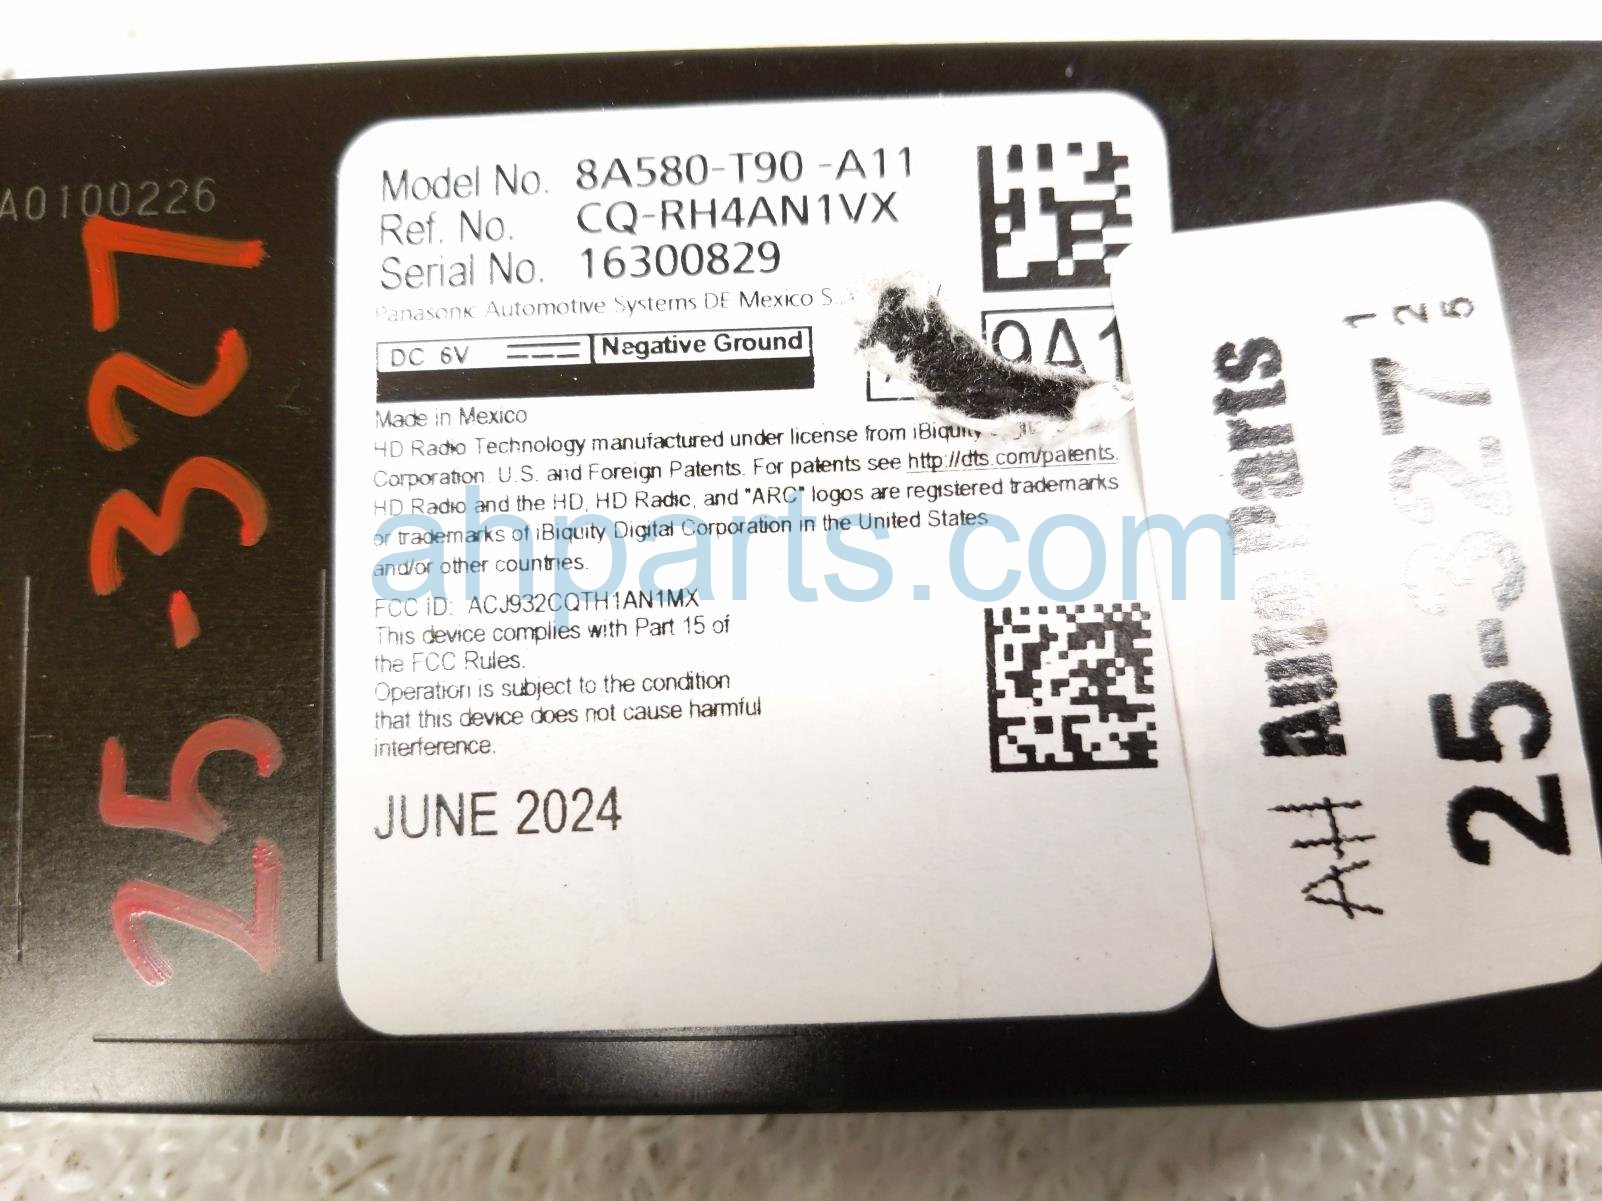 A0100226
25-327
Model No. 8A580-T90 -A11
Ref. No. CQ-RH4AN1VX
Serial No. 16300829
Panasonic Automotive Systems DE Mexico S.
DC 6V Negative Ground
9A1
Made in Mexico
HD Radio Technology manufactured under license from iBiquity
Corporation. U.S. and Foreign Patents. For patents see http://dts.com/patents.
HD Radio and the HD, HD Radio, and "ARC" logos are registered trademarks
or trademarks of iBiquity Digital Corporation in the United States
and/or other countries.
FCC ID: ACJ932CQTH1AN1MX
This device complies with Part 15 of
the FCC Rules.
Operation is subject to the condition
that this device does not cause harmful
interference.
JUNE 2024
AH Auto Parts
25-327
1
2
5
ahparts.com